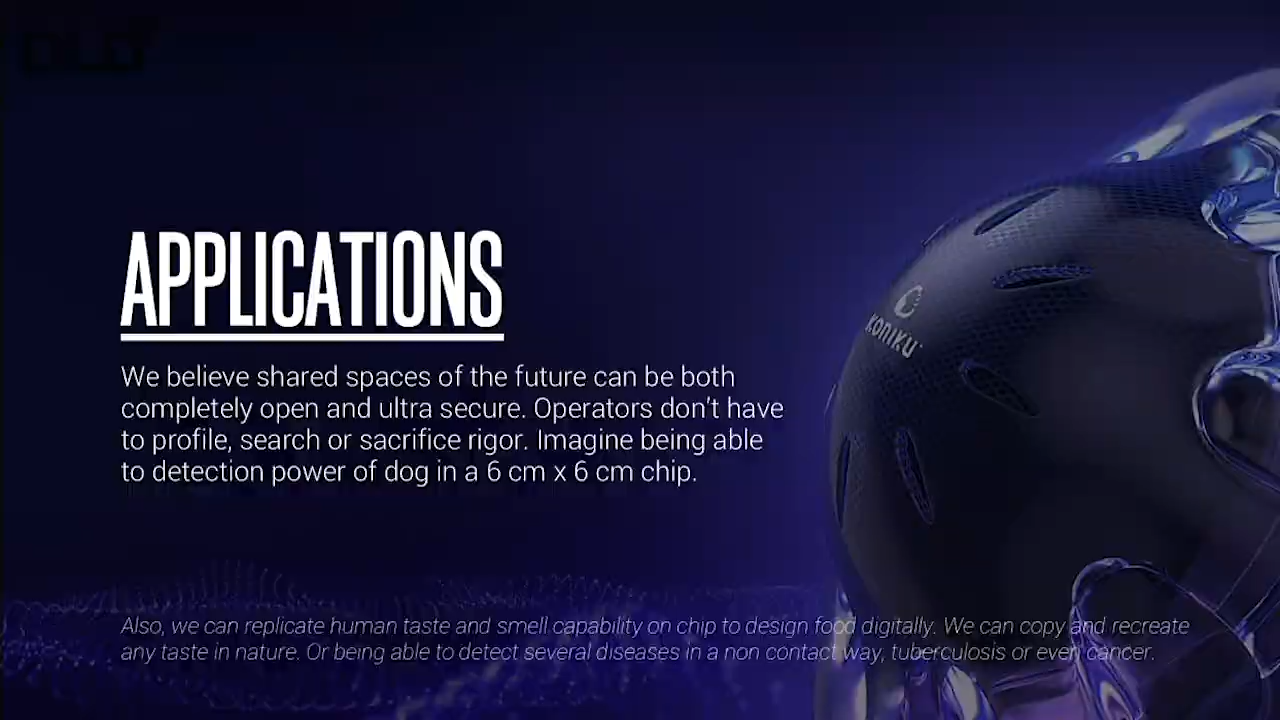 APPLICATIONS
We believe shared spaces of the future can be both
completely open and ultra secure. Operators don't have
to profile, search or sacrifice rigor. Imagine being able
to detection power of dog in a 6 cm x 6 cm chip.
KONIKU
Also, we can replicate human taste and smell capability on chip to design food digitally. We can copy and recreate
any taste in nature. Or being able to detect several diseases in a non contact way, tuberculosis or even cancer.